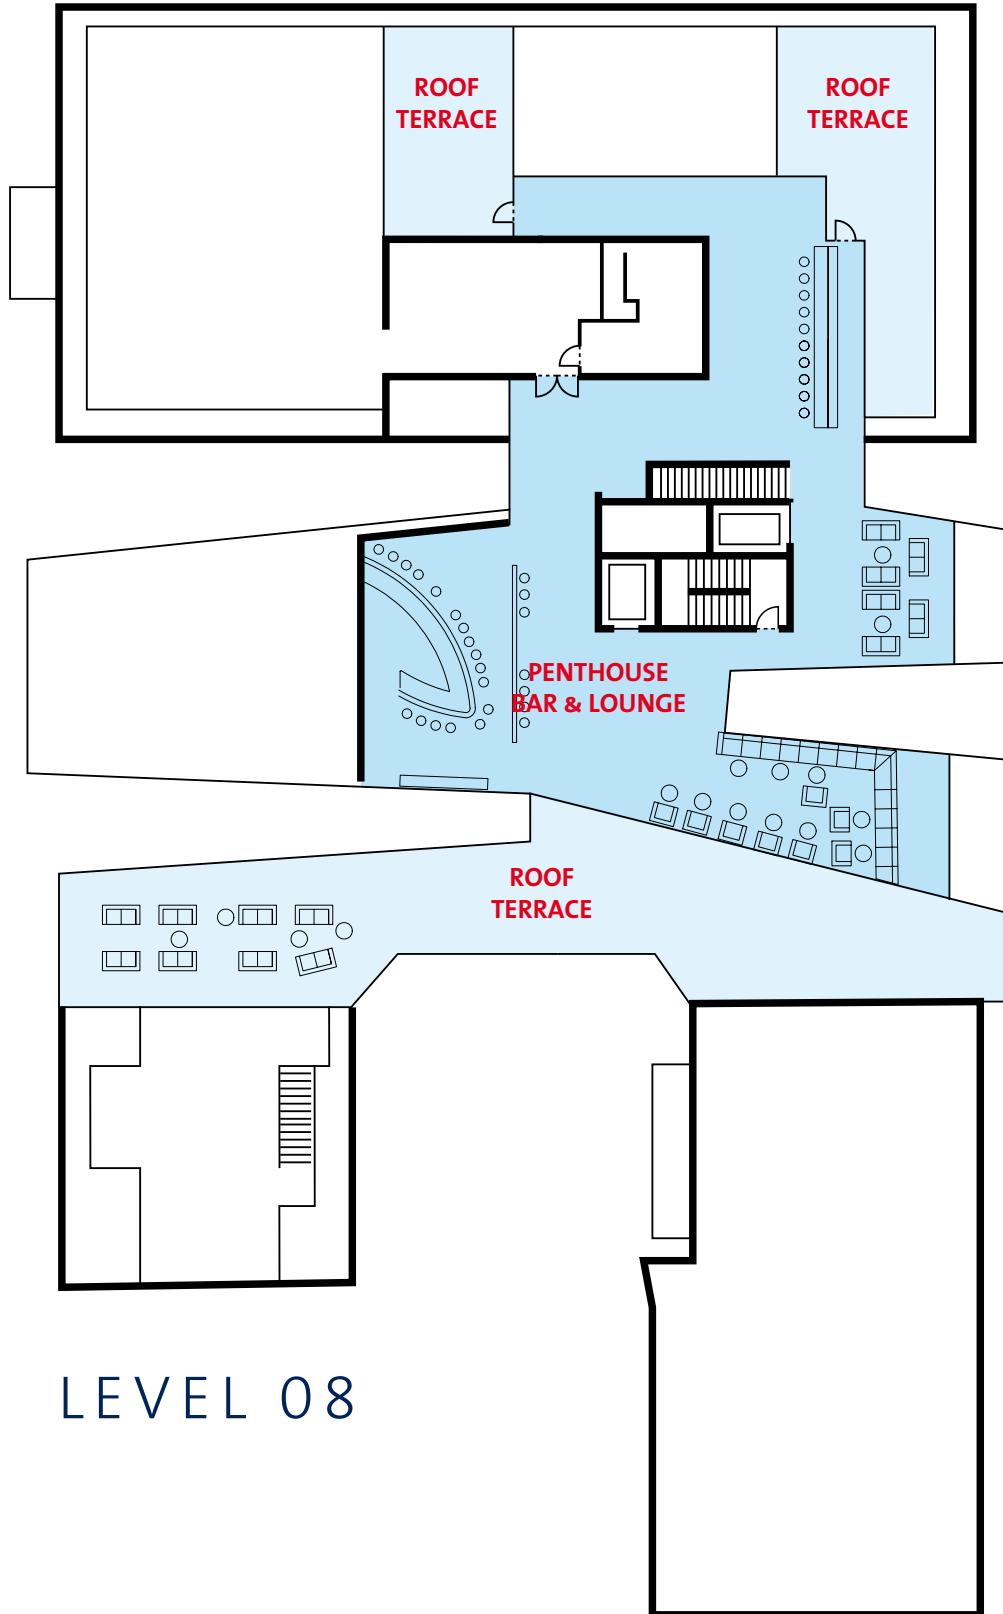 ROOF
TERRACE
ROOF
TERRACE
PENTHOUSE
BAR & LOUNGE
ROOF
TERRACE
LEVEL 08